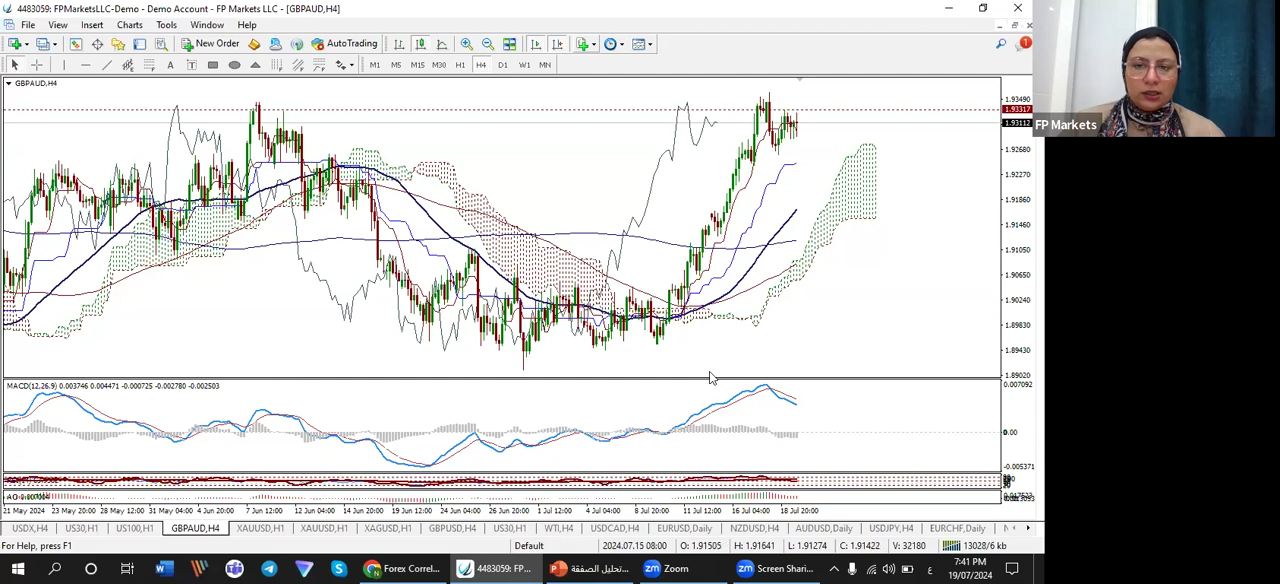 4483059: FPMarketsLLC-Demo - Demo Account - FP Markets LLC - [GBPAUD,H4]
File View Insert Charts Tools Window Help
New Order AutoTrading 1
A T M1 M5 M15 M30 H1 H4 D1 W1 MN
GBPAUD,H4
1.93490
1.93317
1.93112
1.92680
1.92270
1.91860
1.91460
1.91050
1.90650
1.90240
1.89830
1.89430
1.89020
FP Markets
MACD(12,26,9) 0.003746 0.004471 -0.000725 -0.002780 -0.002503
0.007092
0.00
-0.005371
21 May 2024 23 May 20:00 28 May 12:00 31 May 04:00 4 Jun 20:00 7 Jun 12:00 12 Jun 04:00 14 Jun 20:00 19 Jun 12:00 24 Jun 04:00 26 Jun 20:00 1 Jul 12:00 4 Jul 04:00 8 Jul 20:00 11 Jul 12:00 16 Jul 04:00 18 Jul 20:00
USDX,H4 US30,H1 US100,H1 GBPAUD,H4 XAUUSD,H1 XAUUSD,H1 XAGUSD,H1 GBPUSD,H4 US30,H1 WTI,H4 USDCAD,H4 EURUSD,Daily NZDUSD,H4 AUDUSD,Daily USDJPY,H4 EURCHF,Daily
For Help, press F1 Default 2024.07.15 08:00 O: 1.91505 H: 1.91641 L: 1.91274 C: 1.91422 V: 32180 13028/6 kb
Forex Correl... 4483059: FP... تحليل الصفقة... Zoom Screen Shari... ع 7:41 PM
19/07/2024